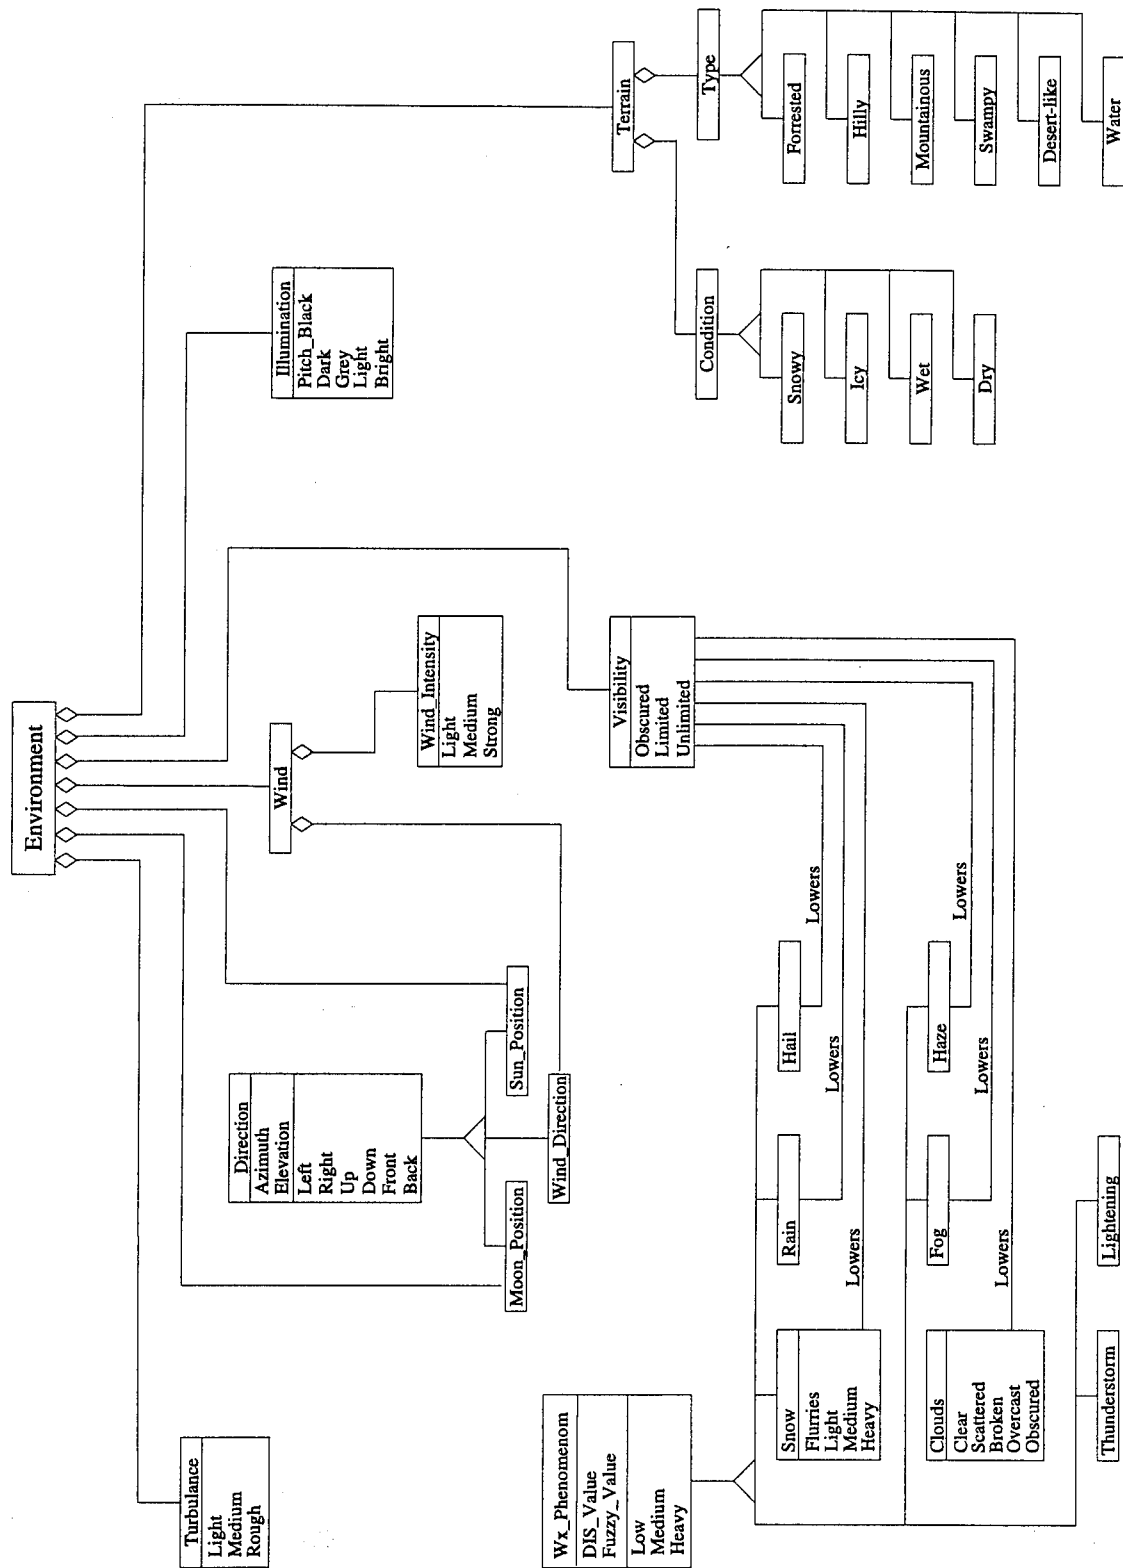 Environment
Turbulance
Light
Medium
Rough
Direction
Azimuth
Elevation
Left
Right
Up
Down
Front
Back
Moon_Position
Sun_Position
Wind_Direction
Wind
Wind_Intensity
Light
Medium
Strong
Illumination
Pitch_Black
Dark
Grey
Light
Bright
Visibility
Obscured
Limited
Unlimited
Terrain
Condition
Snowy
Icy
Wet
Dry
Type
Forrested
Hilly
Mountainous
Swampy
Desert-like
Water
Wx_Phenomenom
DIS_Value
Fuzzy_Value
Low
Medium
Heavy
Snow
Flurries
Light
Medium
Heavy
Rain
Hail
Lowers
Lowers
Lowers
Clouds
Clear
Scattered
Broken
Overcast
Obscured
Fog
Haze
Lowers
Lowers
Lowers
Thunderstorm
Lightening